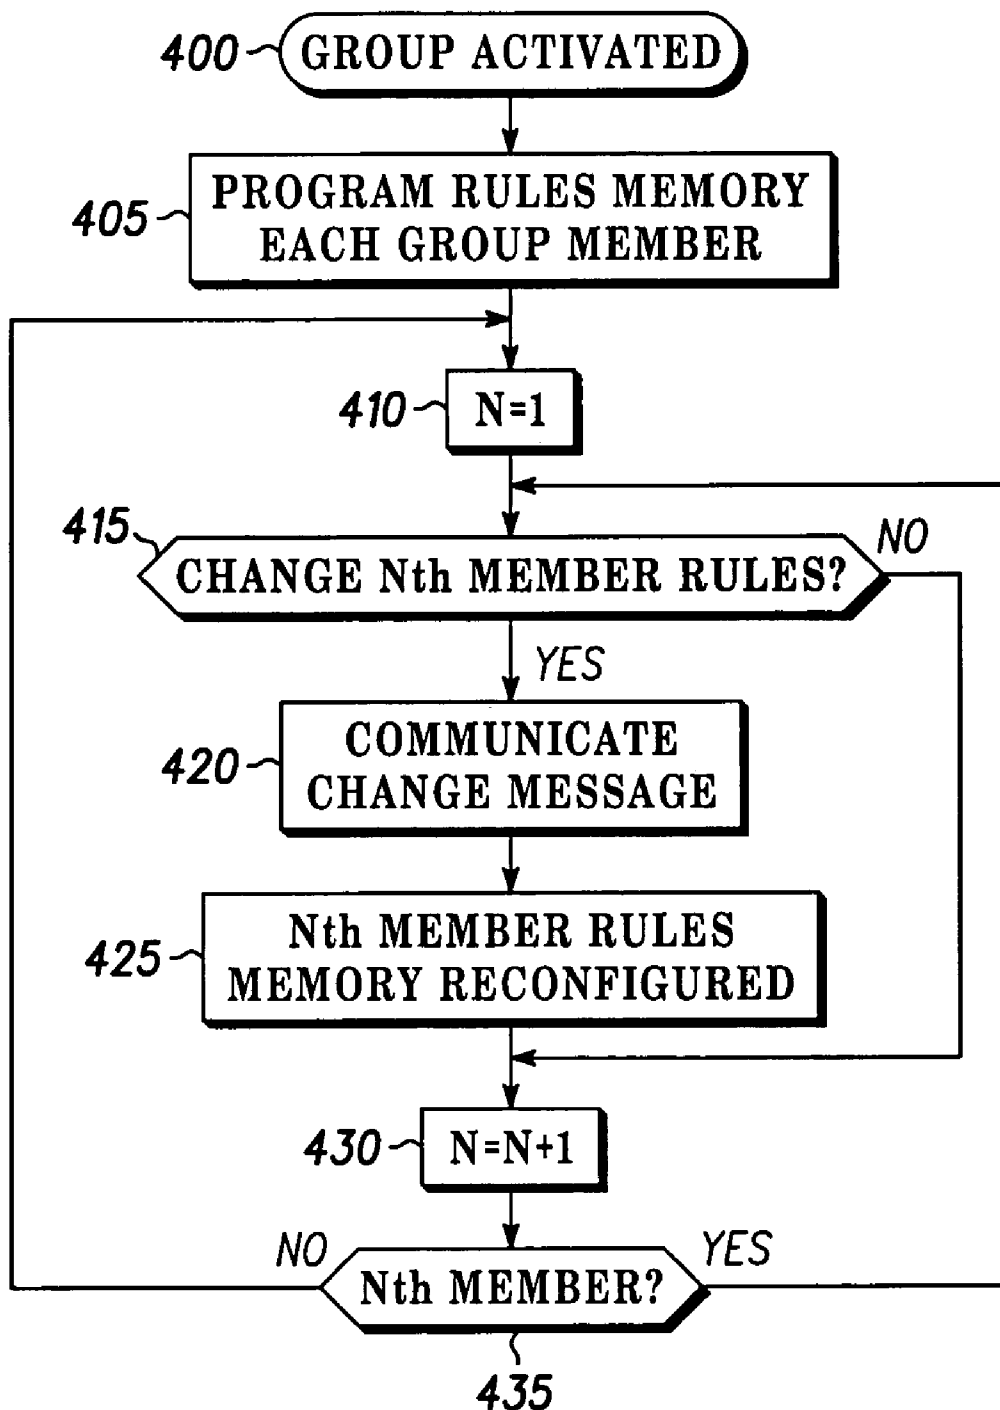 400
GROUP ACTIVATED
405
PROGRAM RULES MEMORY
EACH GROUP MEMBER
410
N=1
415
CHANGE Nth MEMBER RULES?
NO
YES
420
COMMUNICATE
CHANGE MESSAGE
425
Nth MEMBER RULES
MEMORY RECONFIGURED
430
N=N+1
NO
Nth MEMBER?
YES
435